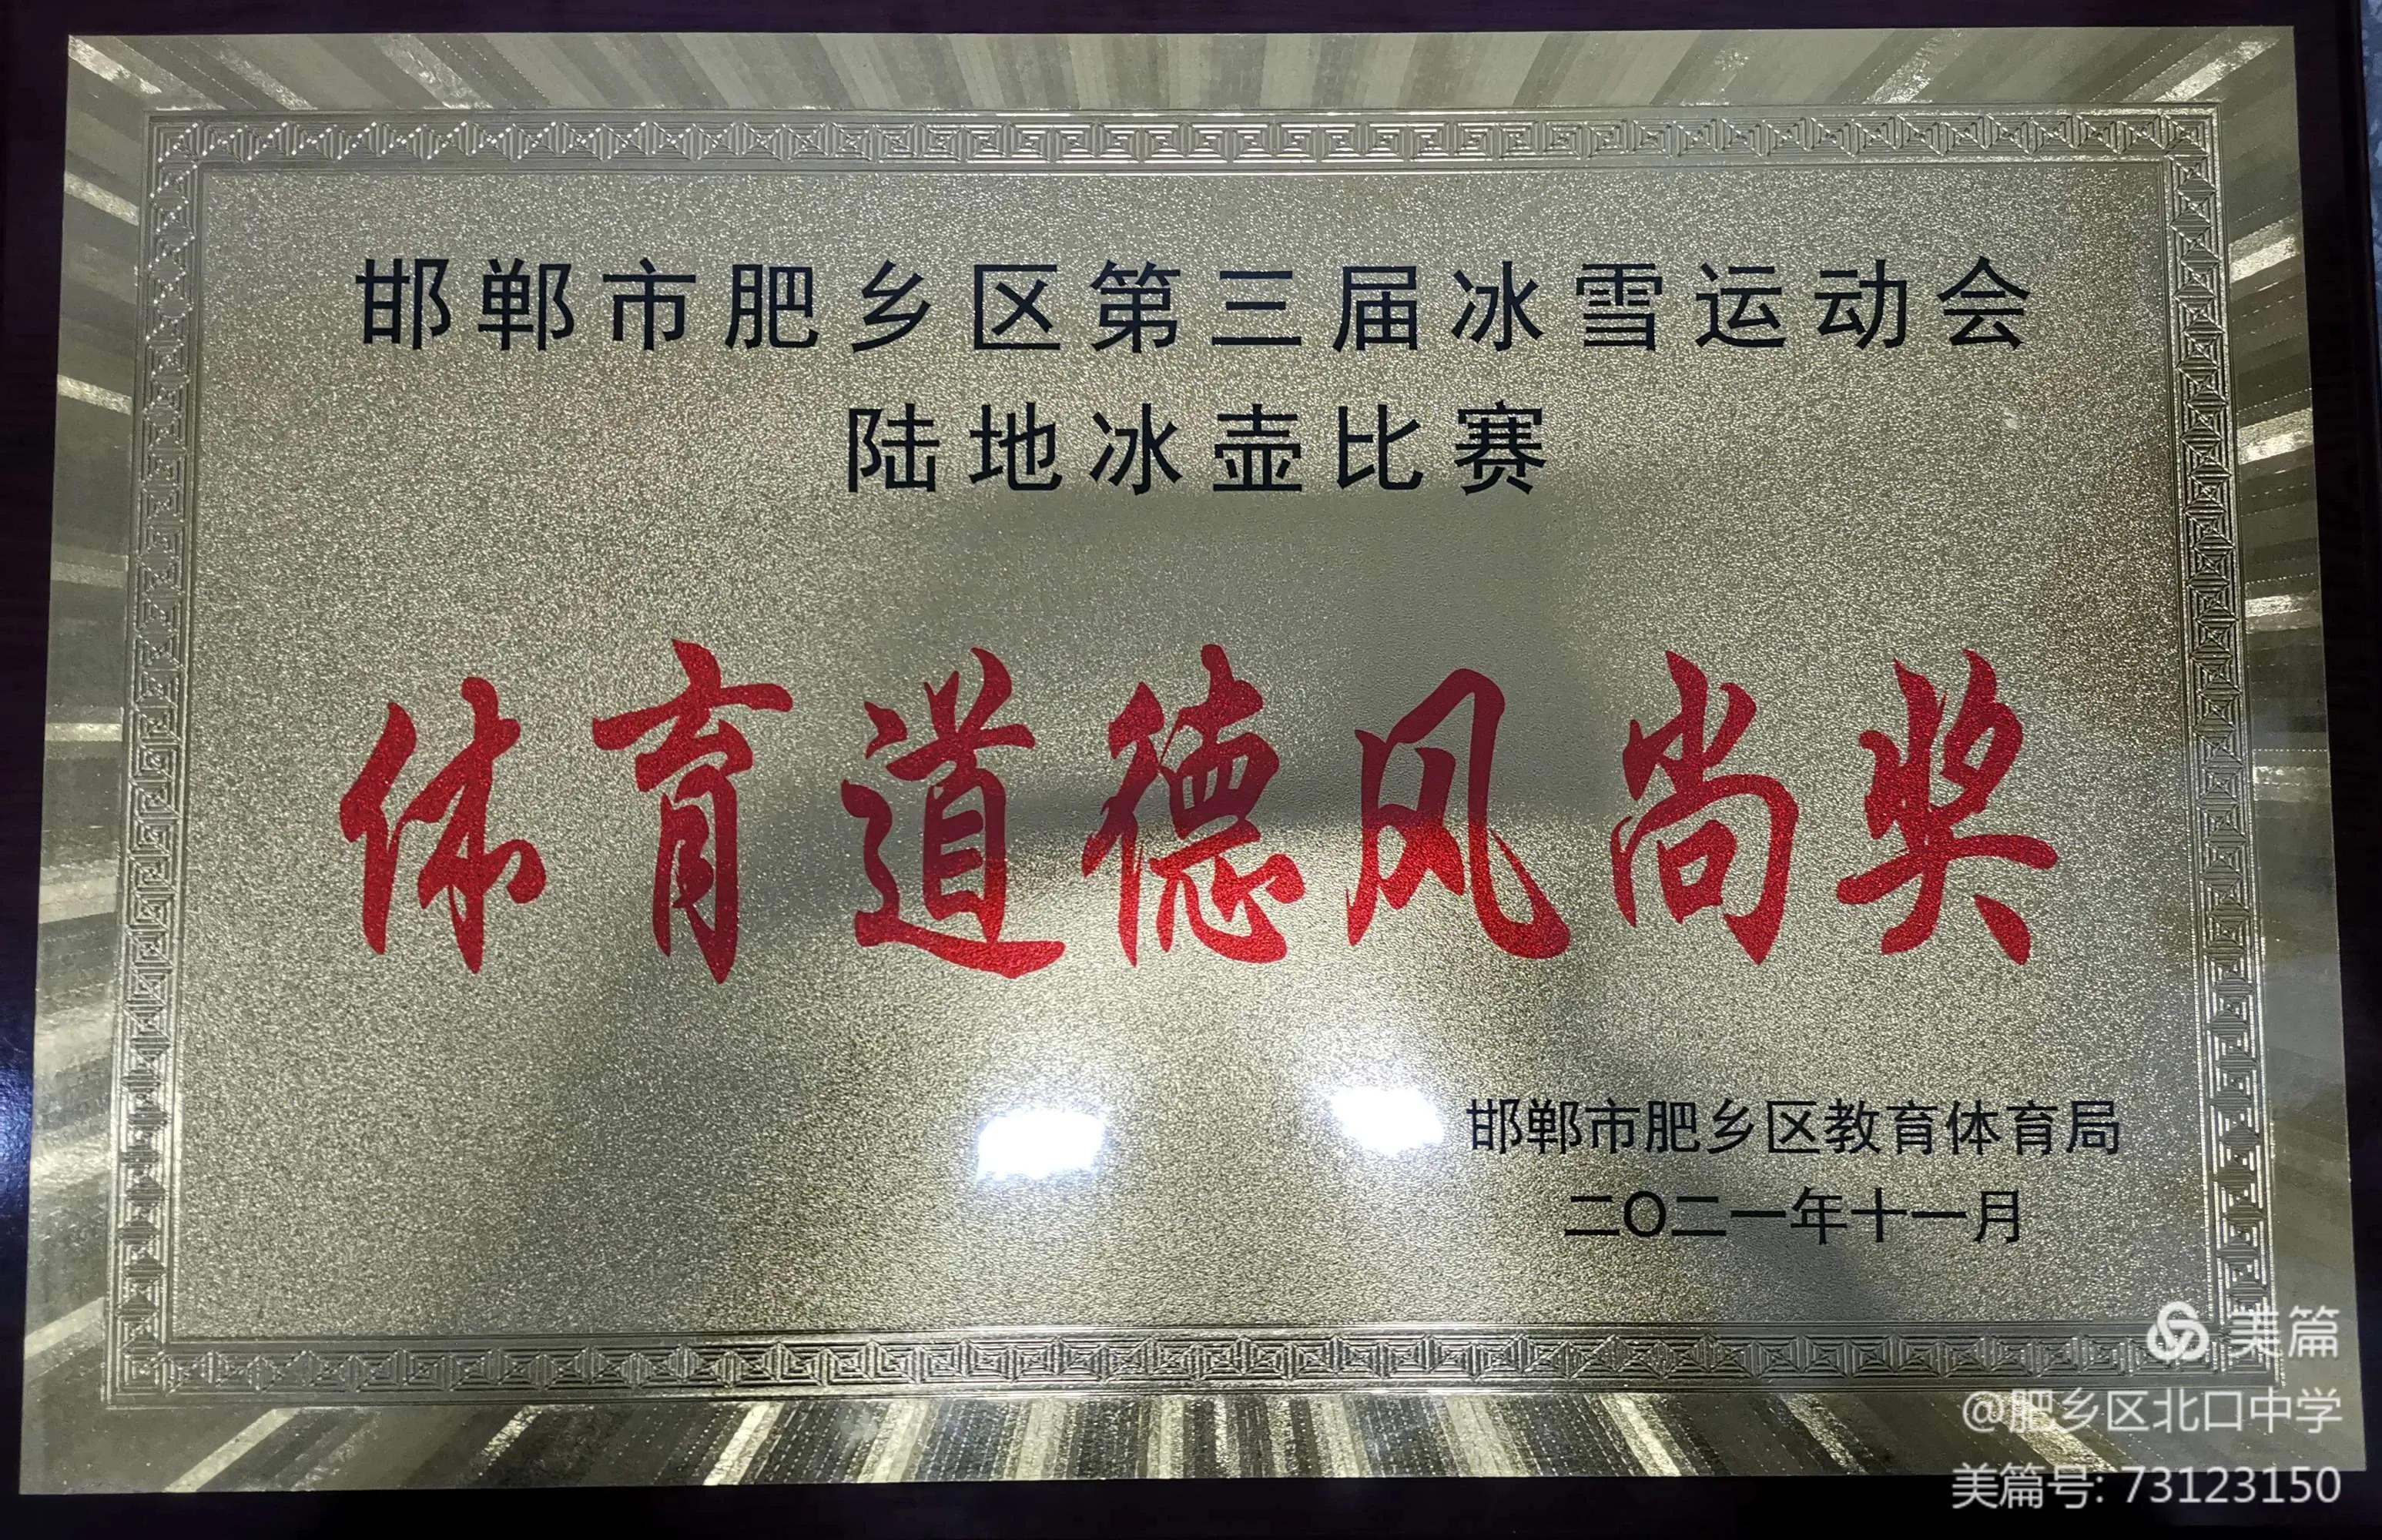 邯郸市肥乡区第三届冰雪运动会
陆地冰壶比赛
体育道德风尚奖
邯郸市肥乡区教育体育局
二〇二一年十一月
美篇
@肥乡区北口中学
美篇号: 73123150